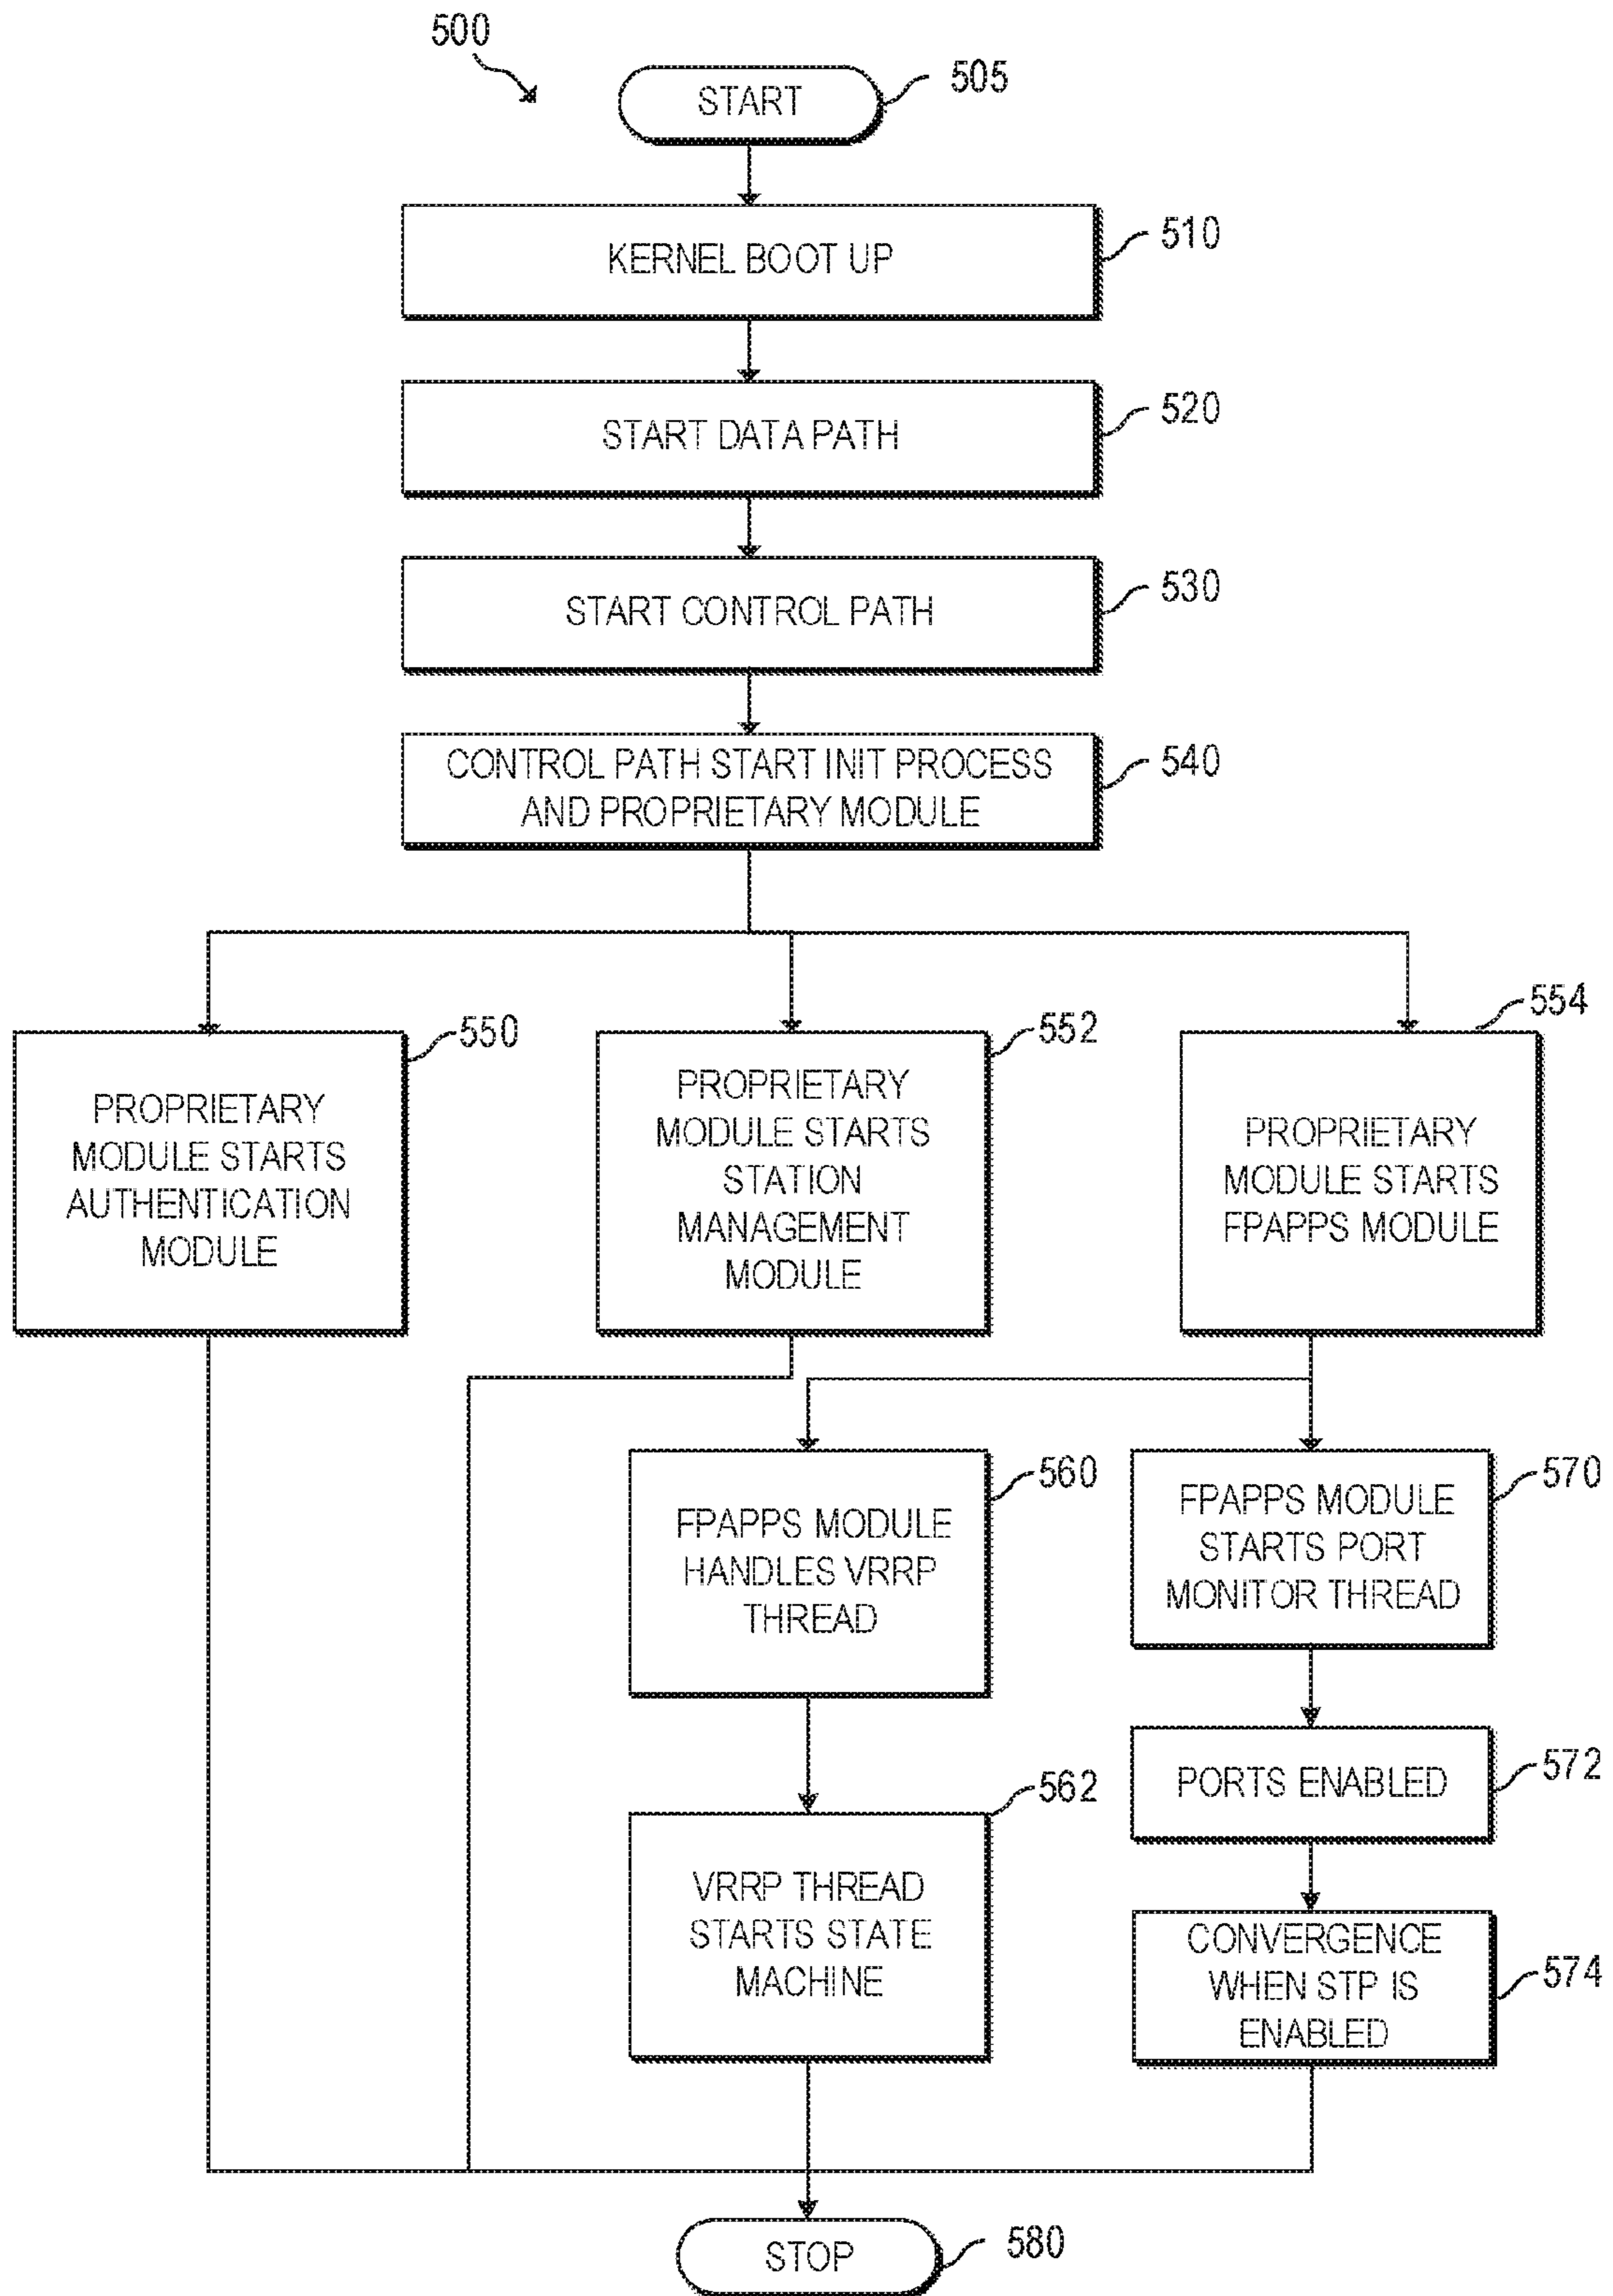 500
START
505
KERNEL BOOT UP
510
START DATA PATH
520
START CONTROL PATH
530
CONTROL PATH START INIT PROCESS
AND PROPRIETARY MODULE
540
PROPRIETARY
MODULE STARTS
AUTHENTICATION
MODULE
550
PROPRIETARY
MODULE STARTS
STATION
MANAGEMENT
MODULE
552
PROPRIETARY
MODULE STARTS
FPAPPS MODULE
554
FPAPPS MODULE
HANDLES VRRP
THREAD
560
FPAPPS MODULE
STARTS PORT
MONITOR THREAD
570
PORTS ENABLED
572
VRRP THREAD
STARTS STATE
MACHINE
562
CONVERGENCE
WHEN STP IS
ENABLED
574
STOP
580